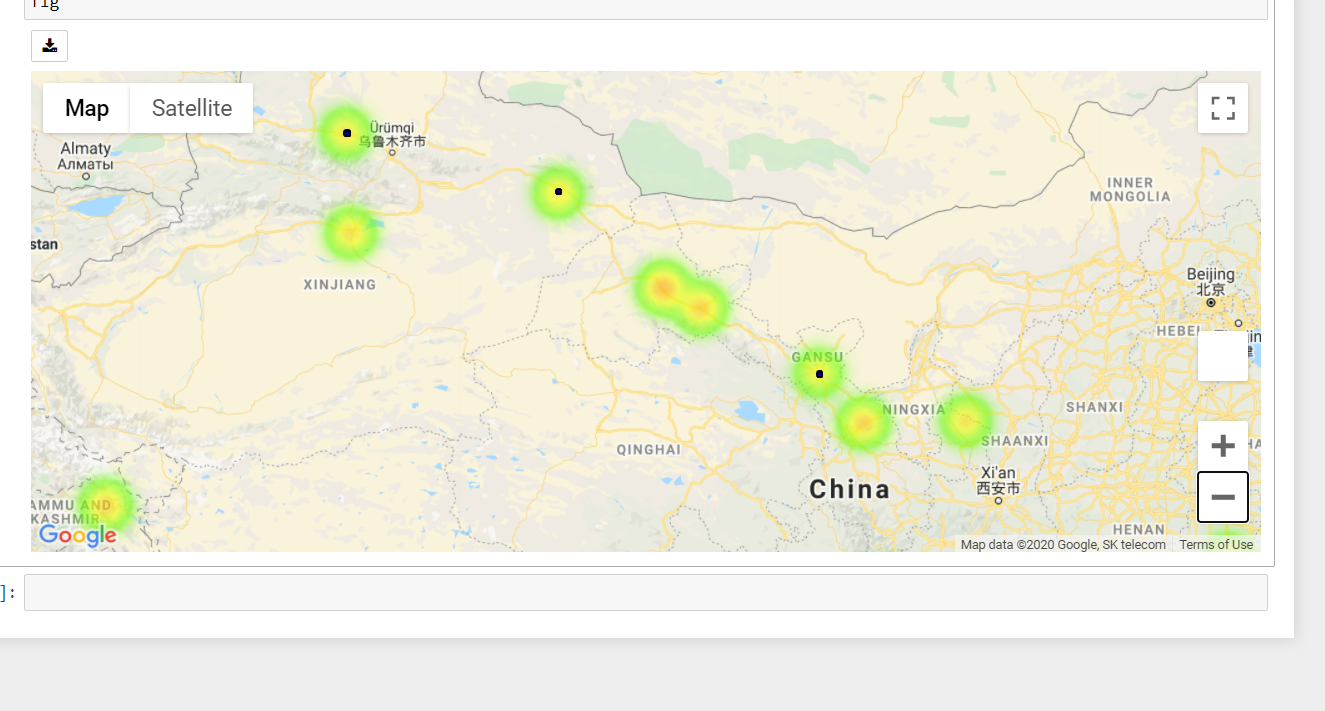 fig
Map
Satellite
Ürümqi
乌鲁木齐市
Almaty
Алматы
INNER
MONGOLIA
stan
XINJIANG
Beijing
北京
HEBEI
GANSU
NINGXIA
SHANXI
SHAANXI
QINGHAI
Xi'an
西安市
China
AMMU AND
KASHMIR
HENAN
Google
Map data ©2020 Google, SK telecom
Terms of Use
]: